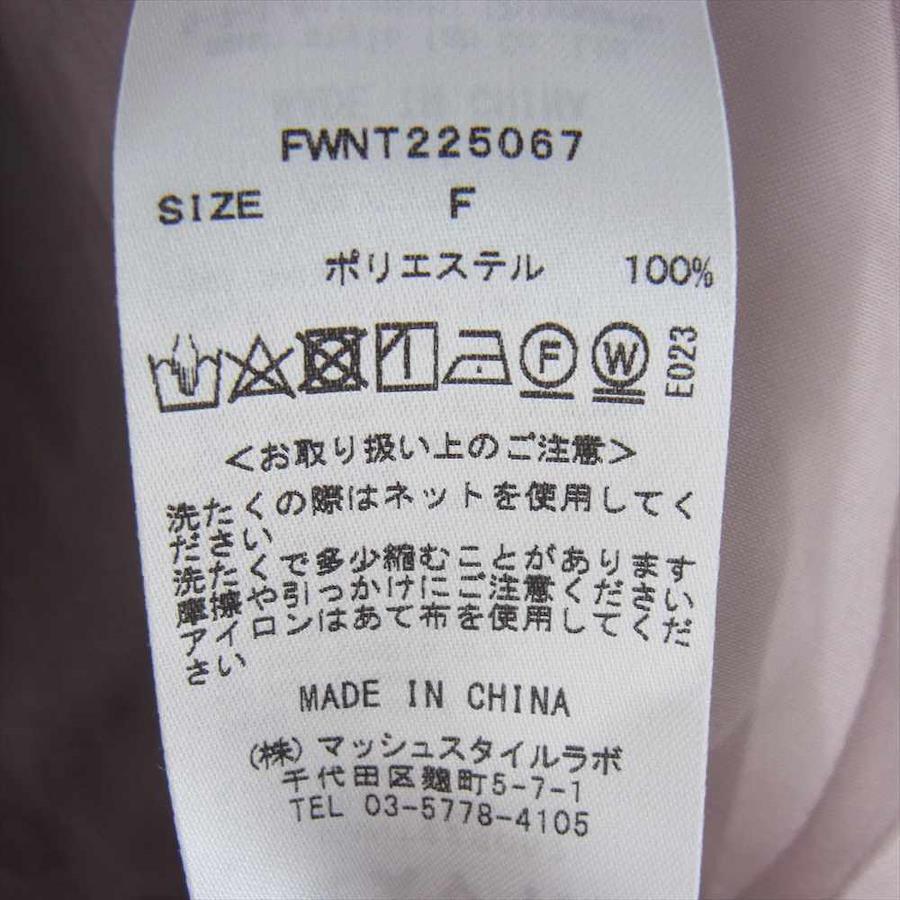 FWNT225067
SIZE F
ポリエステル 100%
F W E023
<お取り扱い上のご注意>
洗たくの際はネットを使用してく
ださい
洗たくで多少縮むことがあります
摩擦や引っかけにご注意ください
アイロンはあて布を使用してくだ
さい
MADE IN CHINA
(株)マッシュスタイルラボ
千代田区麹町5-7-1
TEL 03-5778-4105